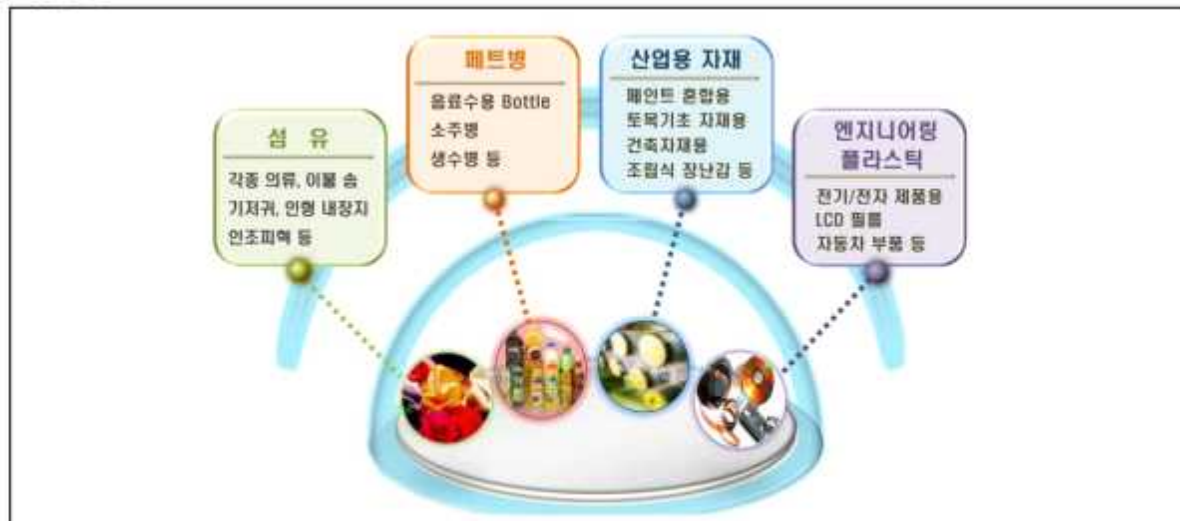 섬 유
각종 의류, 이불 솜
기저귀, 인형 내장지
인조피혁 등
페트병
음료수용 Bottle
소주병
생수병 등
산업용 자재
페인트 혼합용
토목기초 자재용
건축자재용
조립식 장난감 등
엔지니어링
플라스틱
전기/전자 제품용
LCD 필름
자동차 부품 등